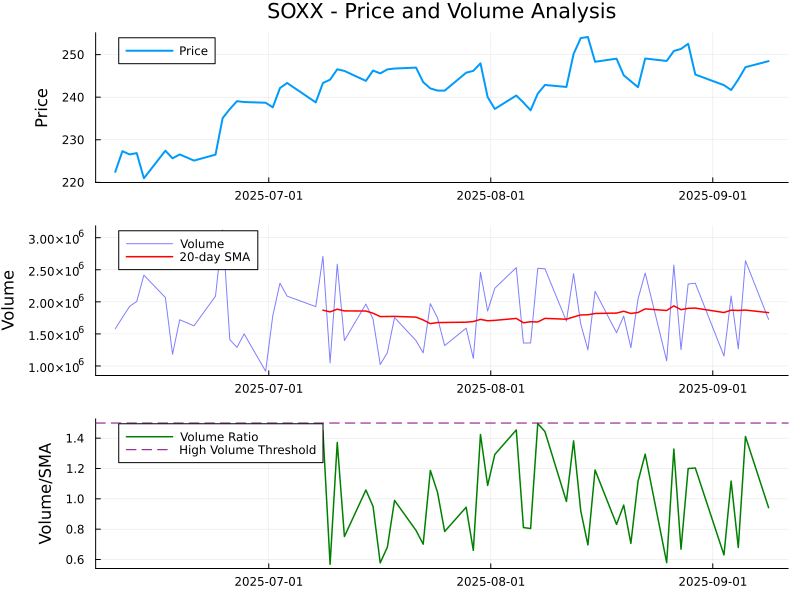 SOXX - Price and Volume Analysis
Price
250
240
230
220
Price
2025-07-01
2025-08-01
2025-09-01
Volume
3.00×10⁶
2.50×10⁶
2.00×10⁶
1.50×10⁶
1.00×10⁶
Volume
20-day SMA
2025-07-01
2025-08-01
2025-09-01
Volume/SMA
1.4
1.2
1.0
0.8
0.6
Volume Ratio
High Volume Threshold
2025-07-01
2025-08-01
2025-09-01